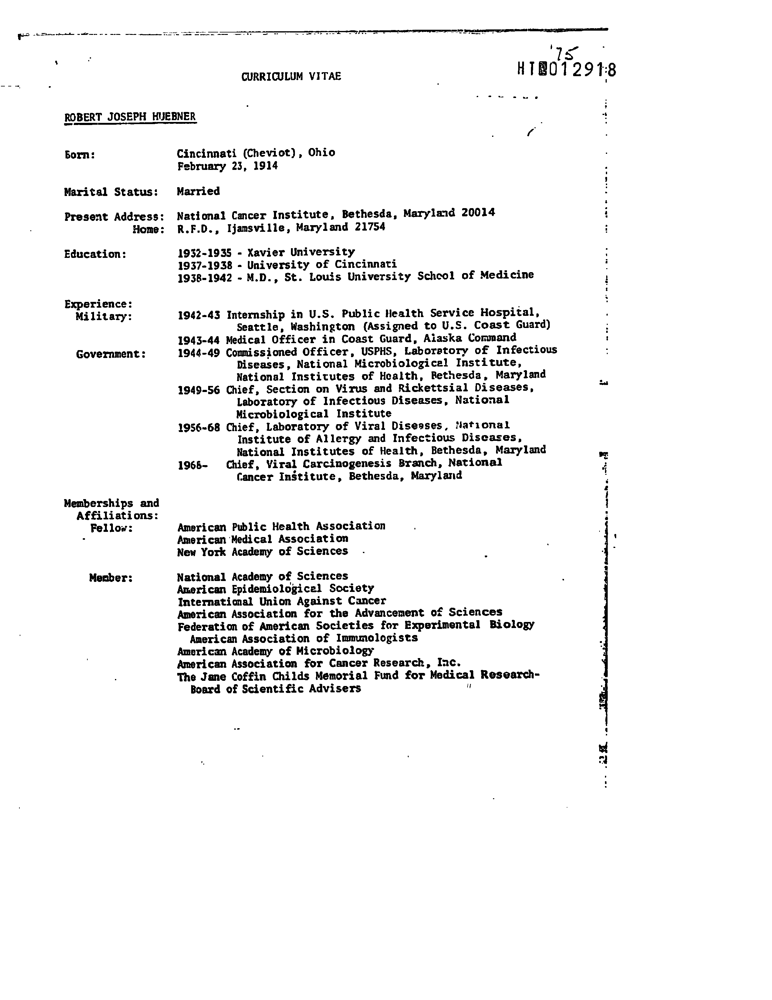 '75
HT0012918
CURRICULUM VITAE
ROBERT JOSEPH HUEBNER
Born: Cincinnati (Cheviot), Ohio
February 23, 1914
Marital Status: Married
Present Address: National Cancer Institute, Bethesda, Maryland 20014
Home: R.F.D., Ijamsville, Maryland 21754
Education: 1932-1935 - Xavier University
1937-1938 - University of Cincinnati
1938-1942 - M.D., St. Louis University School of Medicine
Experience:
Military: 1942-43 Internship in U.S. Public Health Service Hospital,
Seattle, Washington (Assigned to U.S. Coast Guard)
1943-44 Medical Officer in Coast Guard, Alaska Command
Government: 1944-49 Commissioned Officer, USPHS, Laboratory of Infectious
Diseases, National Microbiological Institute,
National Institutes of Health, Bethesda, Maryland
1949-56 Chief, Section on Virus and Rickettsial Diseases,
Laboratory of Infectious Diseases, National
Microbiological Institute
1956-68 Chief, Laboratory of Viral Diseases, National
Institute of Allergy and Infectious Diseases,
National Institutes of Health, Bethesda, Maryland
1968- Chief, Viral Carcinogenesis Branch, National
Cancer Institute, Bethesda, Maryland
Memberships and
Affiliations:
Fellow: American Public Health Association
American Medical Association
New York Academy of Sciences
Member: National Academy of Sciences
American Epidemiological Society
International Union Against Cancer
American Association for the Advancement of Sciences
Federation of American Societies for Experimental Biology
American Association of Immunologists
American Academy of Microbiology
American Association for Cancer Research, Inc.
The Jane Coffin Childs Memorial Fund for Medical Research-
Board of Scientific Advisers